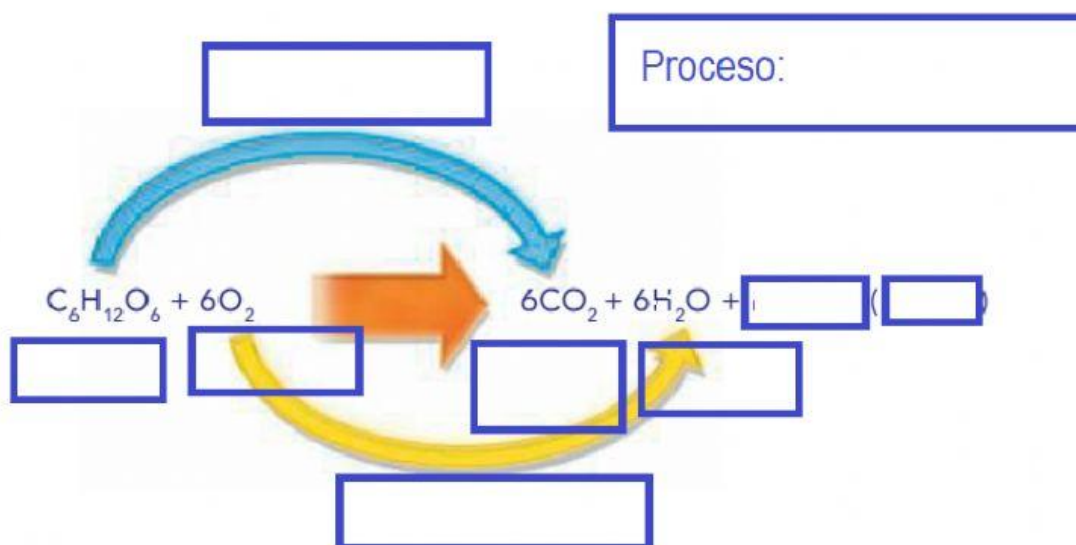 Proceso:
C₆H₁₂O₆ + 6O₂ 6CO₂ + 6H₂O + ( )